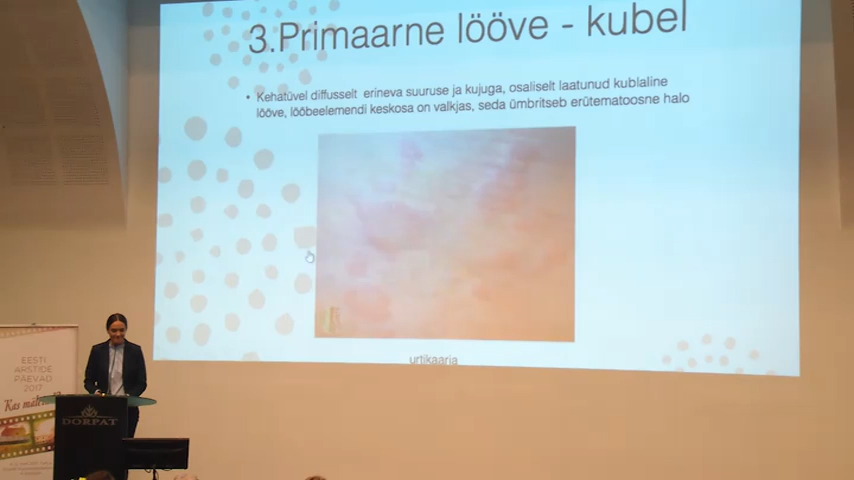 3.Primaarne lööve - kubel
• Kehatüvel diffusselt erineva suuruse ja kujuga, osaliselt laatunud kublaline
lööve, lööbeelemendi keskosa on valkjas, seda ümbritseb erütematoosne halo
urtikaaria
EESTI
ARSTIDE
PÄEVAD
2017
DORPAT